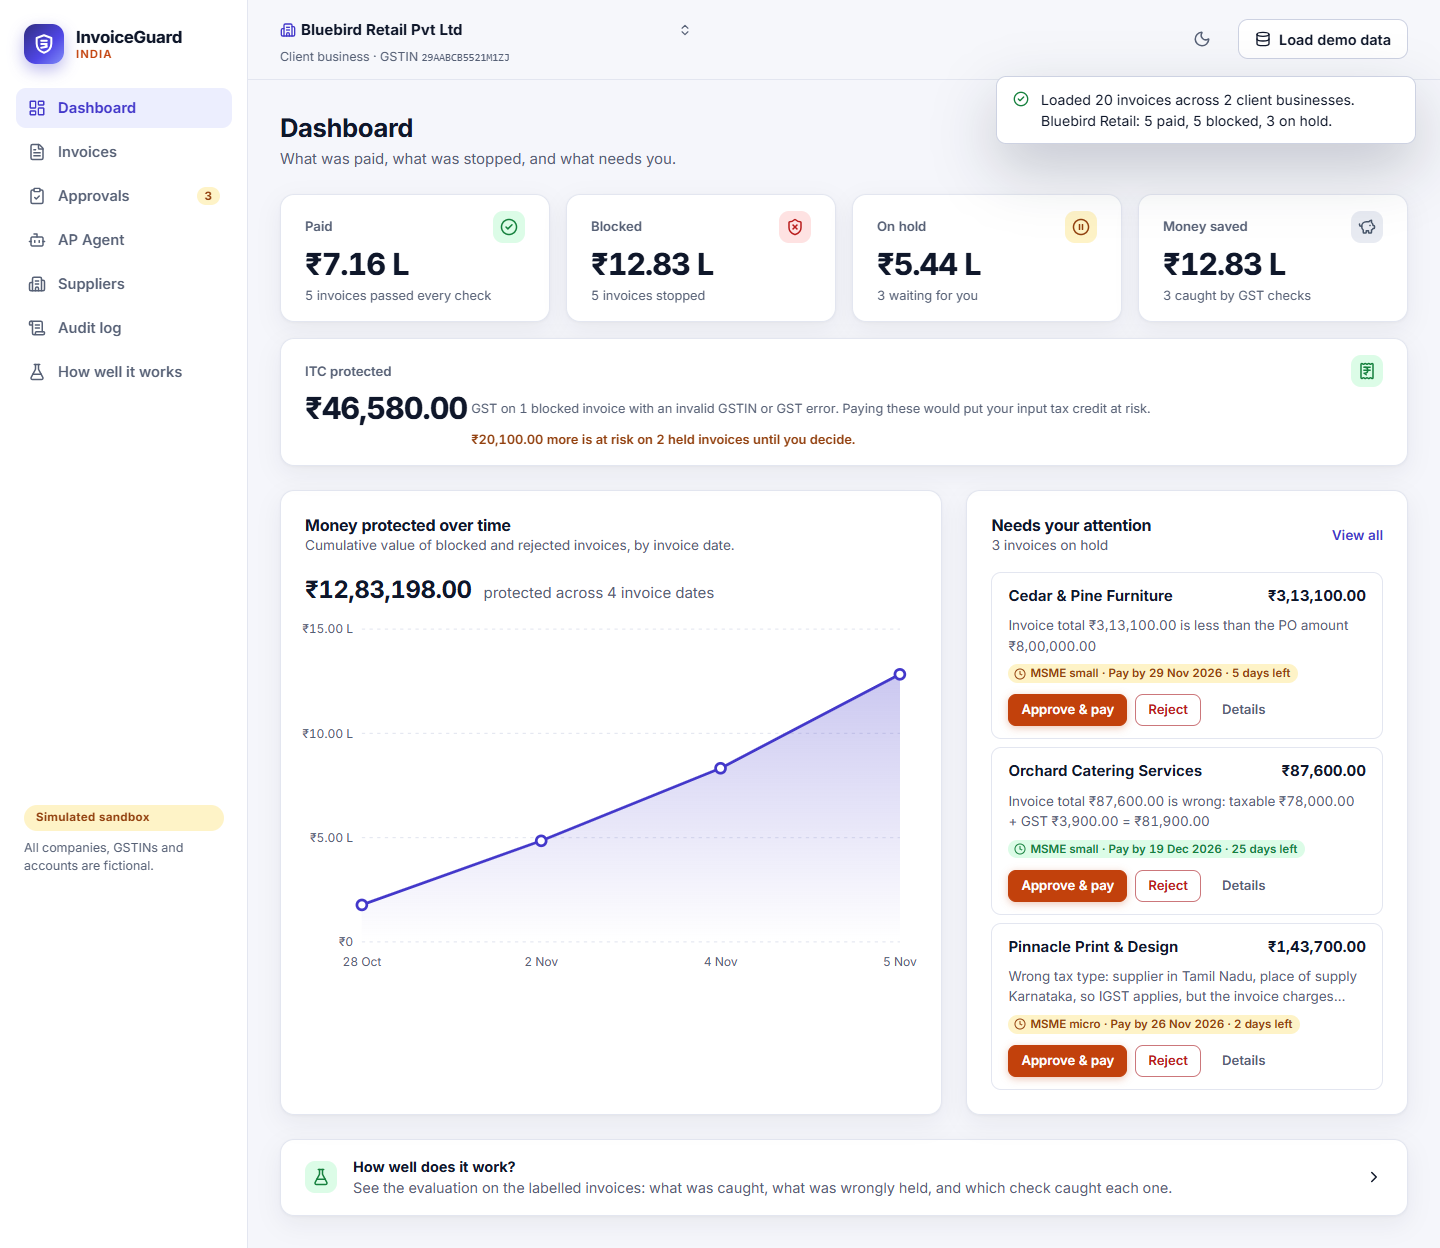 InvoiceGuard
INDIA
Dashboard
Invoices
Approvals
3
AP Agent
Suppliers
Audit log
How well it works
Simulated sandbox
All companies, GSTINs and
accounts are fictional.
Bluebird Retail Pvt Ltd
Client business · GSTIN 29AABCB5521M1ZJ
Load demo data
Loaded 20 invoices across 2 client businesses.
Bluebird Retail: 5 paid, 5 blocked, 3 on hold.
Dashboard
What was paid, what was stopped, and what needs you.
Paid
₹7.16 L
5 invoices passed every check
Blocked
₹12.83 L
5 invoices stopped
On hold
₹5.44 L
3 waiting for you
Money saved
₹12.83 L
3 caught by GST checks
ITC protected
₹46,580.00 GST on 1 blocked invoice with an invalid GSTIN or GST error. Paying these would put your input tax credit at risk.
₹20,100.00 more is at risk on 2 held invoices until you decide.
Money protected over time
Cumulative value of blocked and rejected invoices, by invoice date.
₹12,83,198.00 protected across 4 invoice dates
₹15.00 L
₹10.00 L
₹5.00 L
₹0
28 Oct
2 Nov
4 Nov
5 Nov
Needs your attention
3 invoices on hold
View all
Cedar & Pine Furniture
₹3,13,100.00
Invoice total ₹3,13,100.00 is less than the PO amount
₹8,00,000.00
MSME small · Pay by 29 Nov 2026 · 5 days left
Approve & pay
Reject
Details
Orchard Catering Services
₹87,600.00
Invoice total ₹87,600.00 is wrong: taxable ₹78,000.00
+ GST ₹3,900.00 = ₹81,900.00
MSME small · Pay by 19 Dec 2026 · 25 days left
Approve & pay
Reject
Details
Pinnacle Print & Design
₹1,43,700.00
Wrong tax type: supplier in Tamil Nadu, place of supply
Karnataka, so IGST applies, but the invoice charges...
MSME micro · Pay by 26 Nov 2026 · 2 days left
Approve & pay
Reject
Details
How well does it work?
See the evaluation on the labelled invoices: what was caught, what was wrongly held, and which check caught each one.